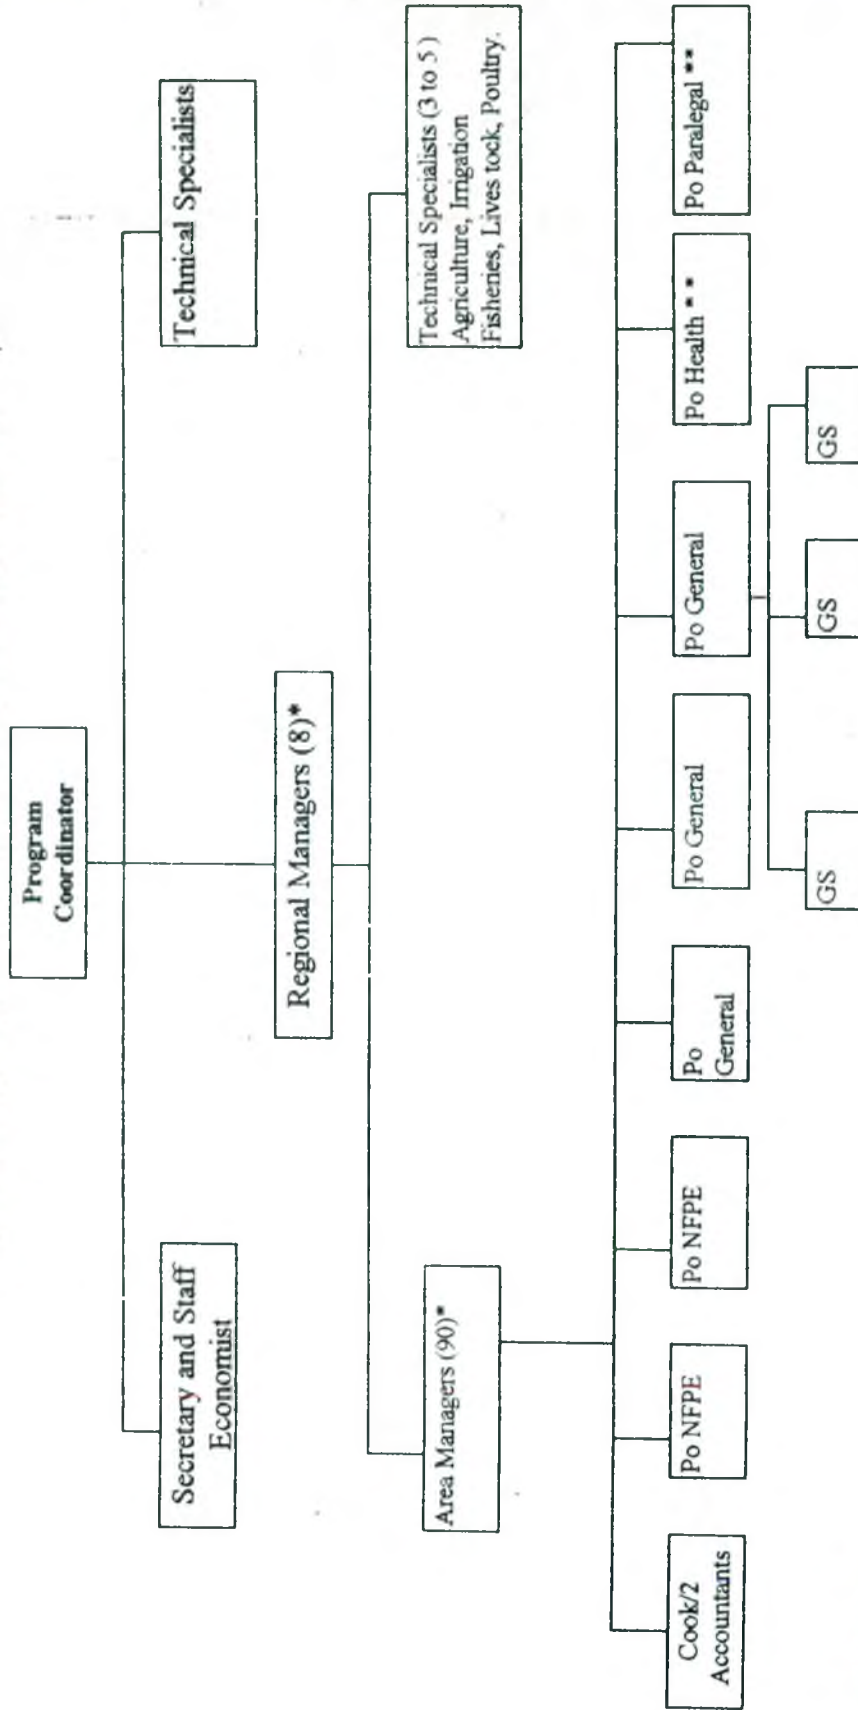 Program
Coordinator
Secretary and Staff
Economist
Technical Specialists
Regional Managers (8)*
Area Managers (90)*
Technical Specialists (3 to 5 )
Agriculture, Irrigation
Fisheries, Lives tock, Poultry.
Cook/2
Accountants
Po NFPE
Po NFPE
Po
General
Po General
Po General
Po Health **
Po Paralegal **
GS
GS
GS